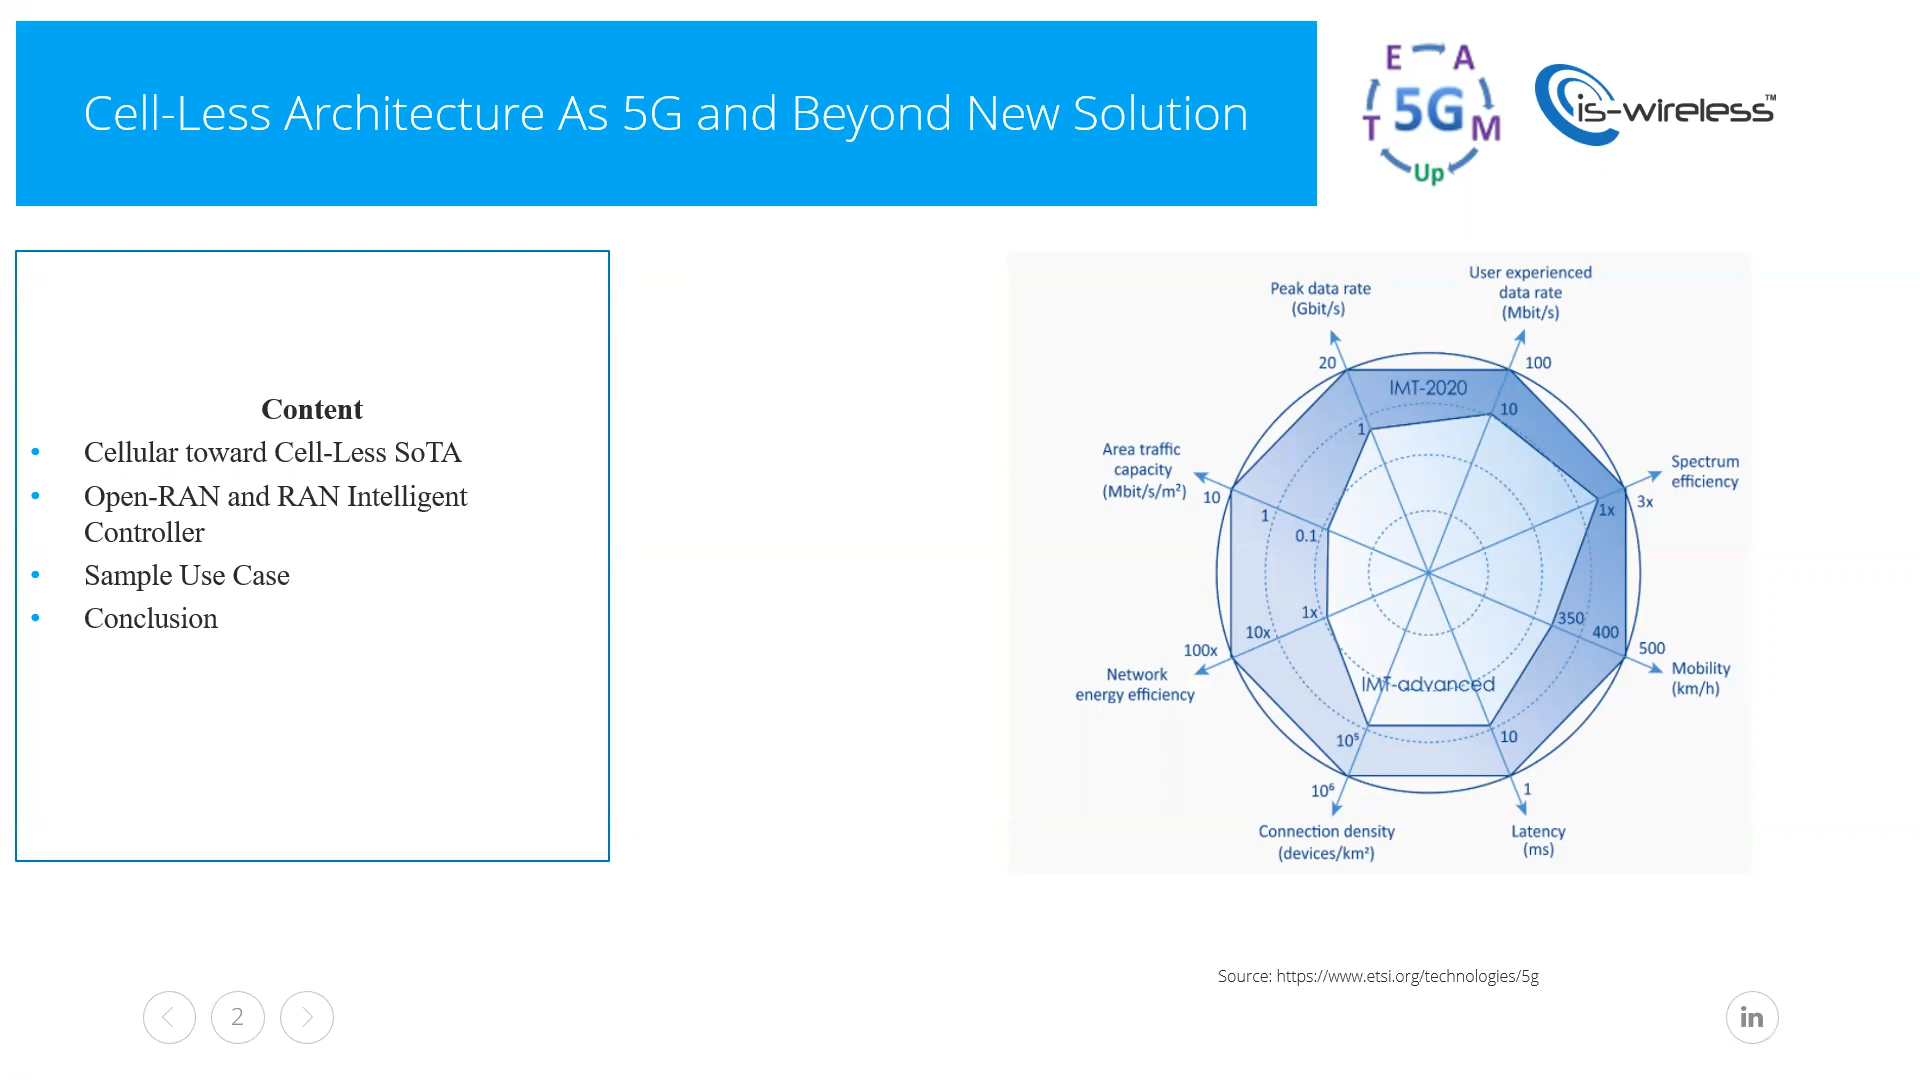 Cell-Less Architecture As 5G and Beyond New Solution
E A
T 5G M
Up
is-wireless™
Content
• Cellular toward Cell-Less SoTA
• Open-RAN and RAN Intelligent
Controller
• Sample Use Case
• Conclusion
Peak data rate
(Gbit/s)
User experienced
data rate
(Mbit/s)
20
100
IMT-2020
10
1
Area traffic
capacity
(Mbit/s/m²)
10
1
0.1
Spectrum
efficiency
3x
1x
1x
10x
100x
Network
energy efficiency
350
400
500
Mobility
(km/h)
IMT-advanced
10⁵
10
10⁶
1
Connection density
(devices/km²)
Latency
(ms)
Source: https://www.etsi.org/technologies/5g
2
in